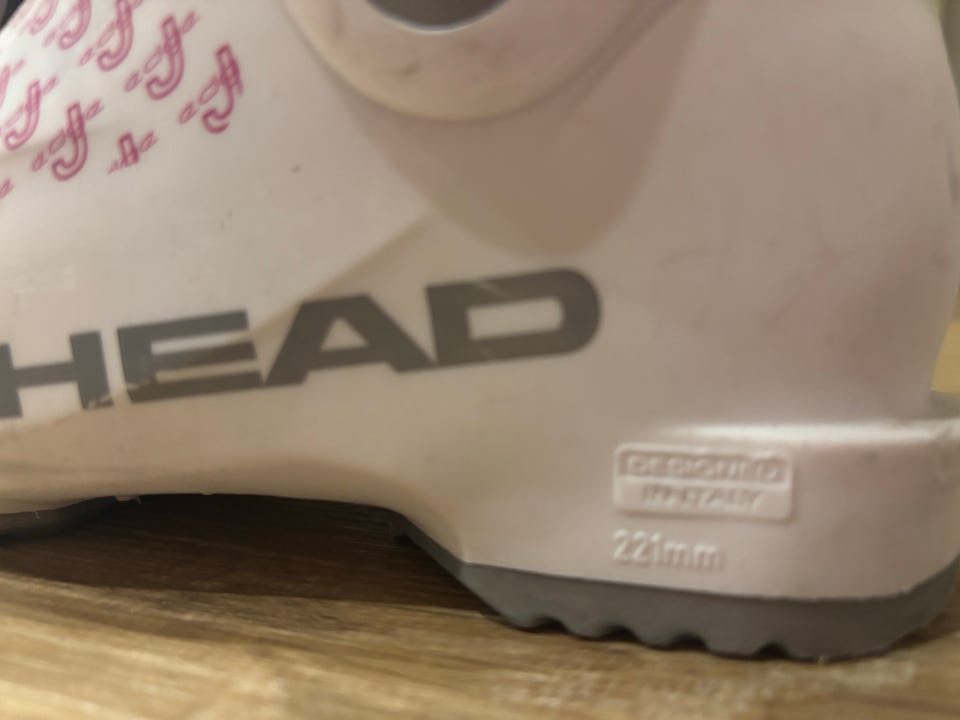 HEAD
DESIGNED
IN ITALY
221mm